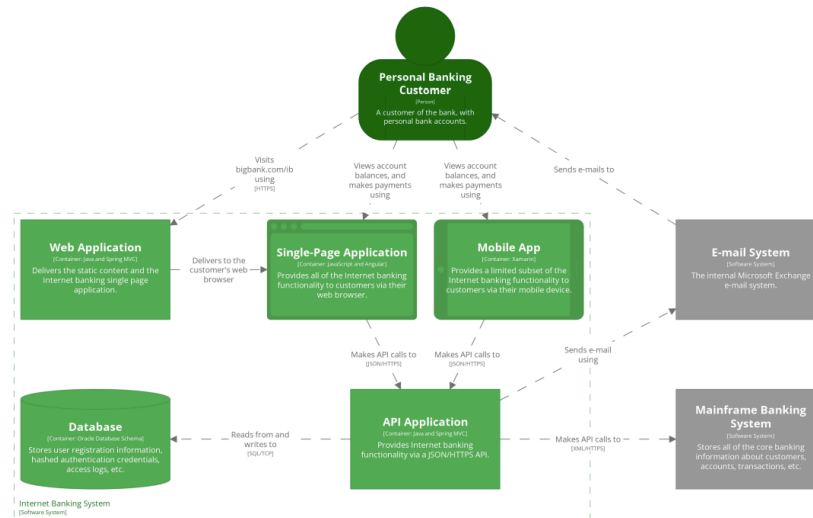 Personal Banking
Customer
[Person]
A customer of the bank, with
personal bank accounts.
Visits
bigbank.com/ib
using
[HTTPS]
Views account
balances, and
makes payments
using
Views account
balances, and
makes payments
using
Sends e-mails to
Web Application
[Container: Java and Spring MVC]
Delivers the static content and the
Internet banking single page
application.
Delivers to the
customer's web
browser
Single-Page Application
[Container: JavaScript and Angular]
Provides all of the Internet banking
functionality to customers via their
web browser.
Mobile App
[Container: Xamarin]
Provides a limited subset of the
Internet banking functionality to
customers via their mobile device.
E-mail System
[Software System]
The internal Microsoft Exchange
e-mail system.
Makes API calls to
[JSON/HTTPS]
Makes API calls to
[JSON/HTTPS]
Sends e-mail
using
Database
[Container: Oracle Database Schema]
Stores user registration information,
hashed authentication credentials,
access logs, etc.
Reads from and
writes to
[SQL/TCP]
API Application
[Container: Java and Spring MVC]
Provides Internet banking
functionality via a JSON/HTTPS API.
Makes API calls to
[XML/HTTPS]
Mainframe Banking
System
[Software System]
Stores all of the core banking
information about customers,
accounts, transactions, etc.
Internet Banking System
[Software System]